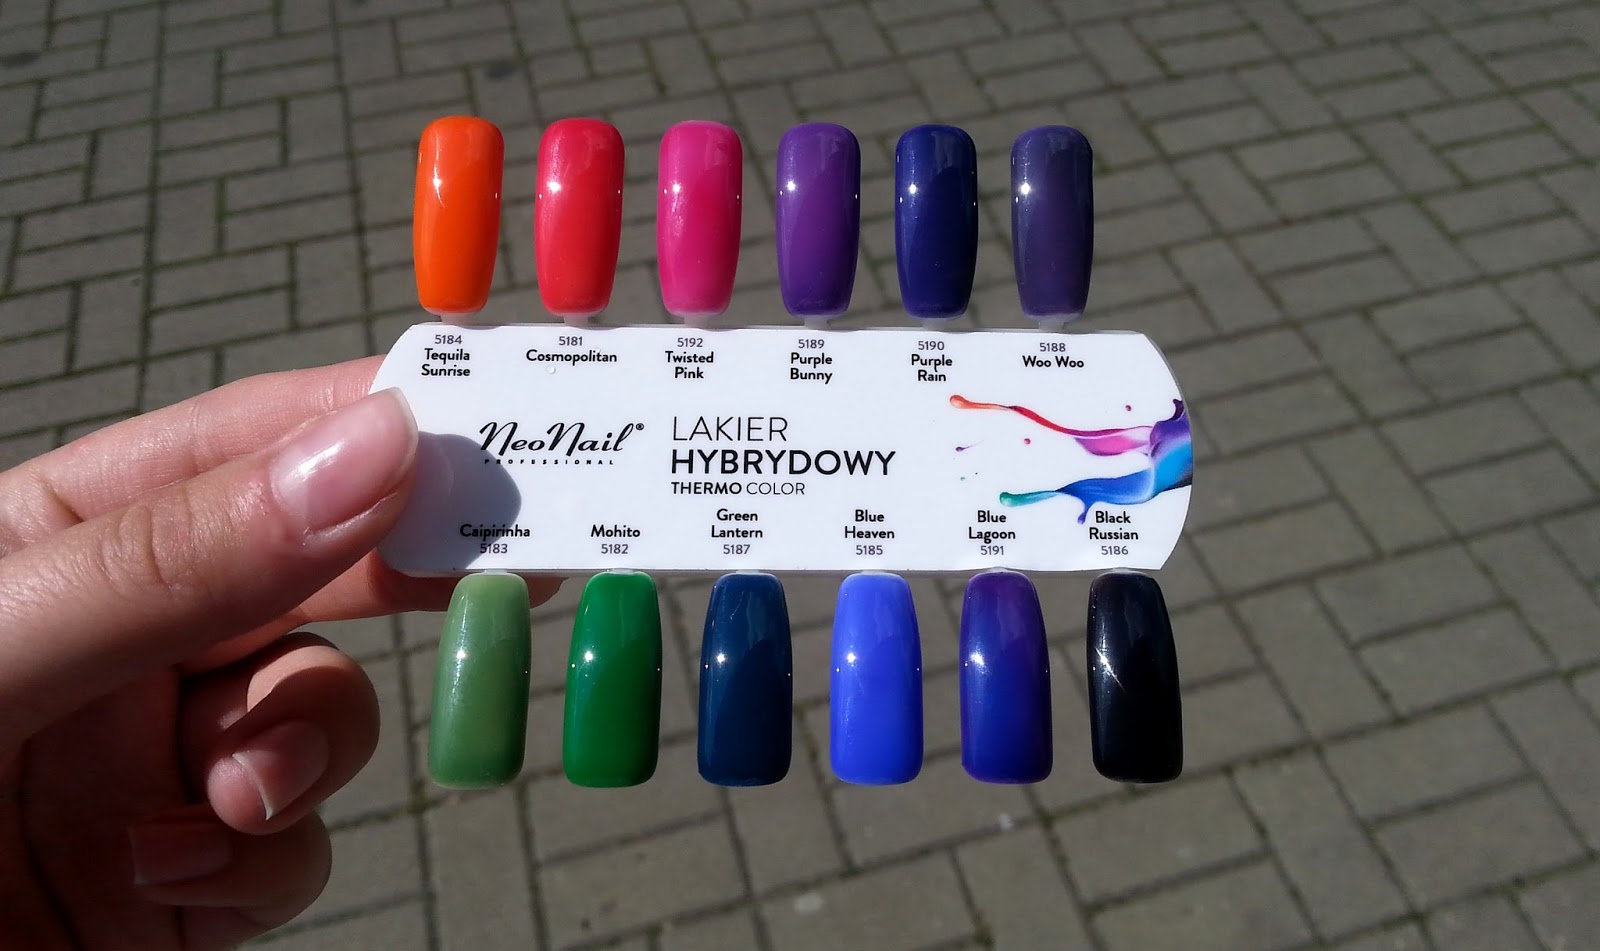 5184
Tequila
Sunrise
5181
Cosmopolitan
5192
Twisted
Pink
5189
Purple
Bunny
5190
Purple
Rain
5188
Woo Woo
NeoNail®
PROFESSIONAL
LAKIER
HYBRYDOWY
THERMO COLOR
Caipirinha
5183
Mohito
5182
Green
Lantern
5187
Blue
Heaven
5185
Blue
Lagoon
5191
Black
Russian
5186